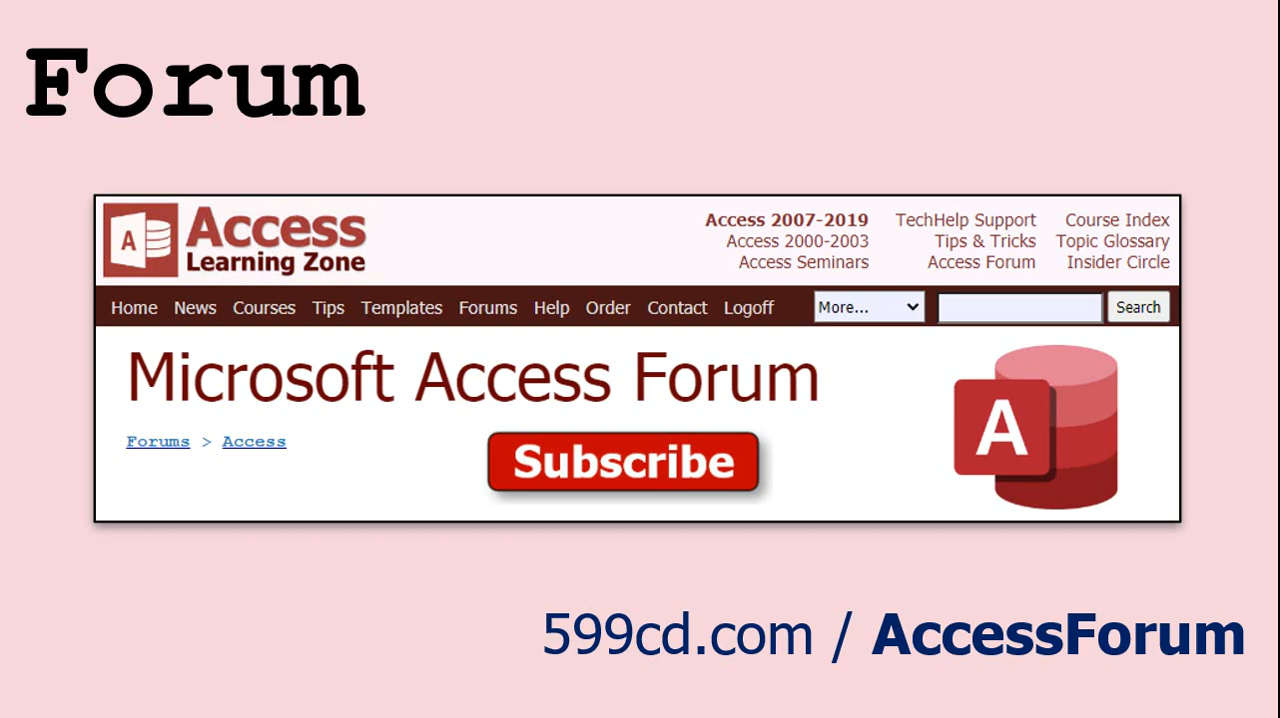 Forum
A
Access
Learning Zone
Access 2007-2019 TechHelp Support Course Index
Access 2000-2003 Tips & Tricks Topic Glossary
Access Seminars Access Forum Insider Circle
Home News Courses Tips Templates Forums Help Order Contact Logoff More... Search
Microsoft Access Forum
Forums > Access
Subscribe
A
599cd.com / AccessForum